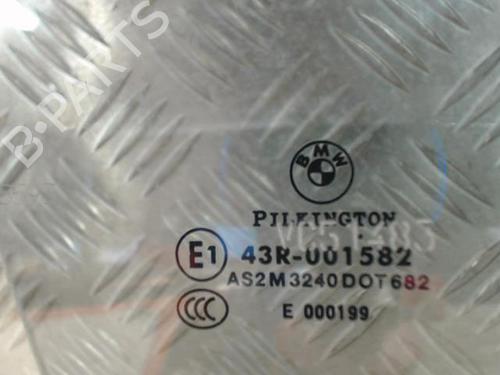 B-PARTS
BMW
PILKINGTON
E1 43R-001582
AS2M3240DOT682
CCC E 000199